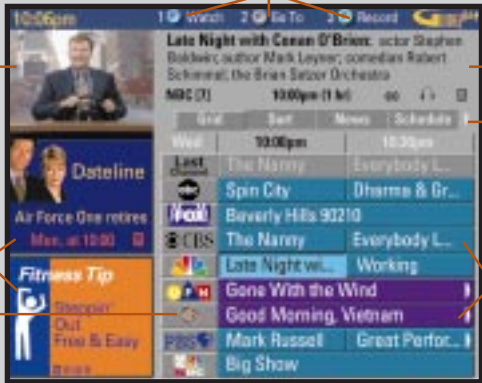 10:06pm
1 Watch 2 Go To 3 Record
Late Night with Conan O'Brien: actor Stephen
Baldwin; author Mark Leyner; comedian Robert
Schimmel; the Brian Setzer Orchestra
NBC [7] 10:00pm (1 hr) cc
Grid Sort News Schedule
Wed 10:00pm 10:30pm
Last The Nanny Everybody L...
abc Spin City Dharma & Gr...
FOX Beverly Hills 90210
CBS The Nanny Everybody L...
Late Night wi... Working
Gone With the Wind
Good Morning, Vietnam
PBS Mark Russell Great Perfor...
Big Show
Dateline
Air Force One retires
Mon, at 10:00
Fitness Tip
Steppin'
Out
Free & Easy